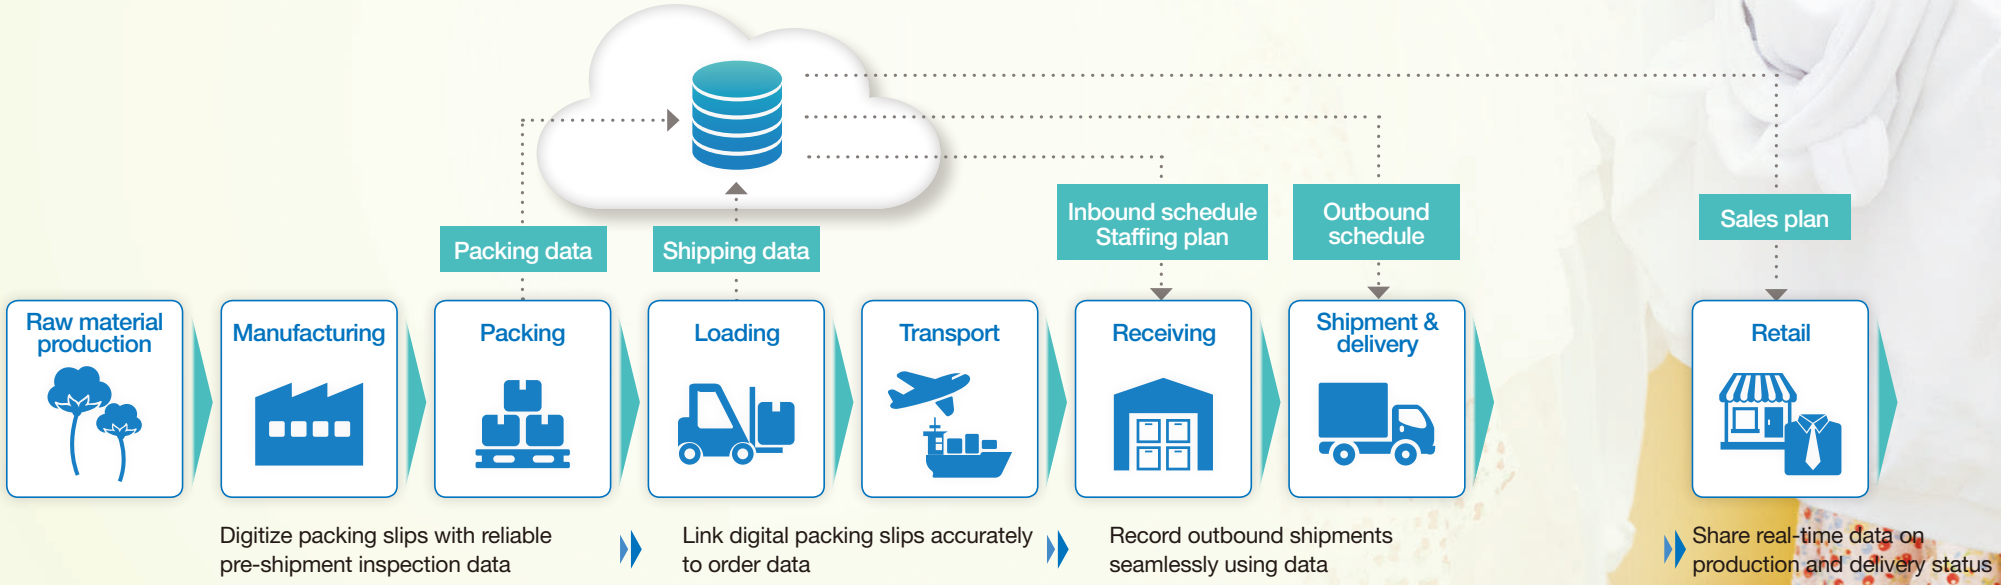 Packing data
Shipping data
Inbound schedule
Staffing plan
Outbound
schedule
Sales plan
Raw material
production
Manufacturing
Packing
Loading
Transport
Receiving
Shipment &
delivery
Retail
Digitize packing slips with reliable
pre-shipment inspection data
Link digital packing slips accurately
to order data
Record outbound shipments
seamlessly using data
Share real-time data on
production and delivery status